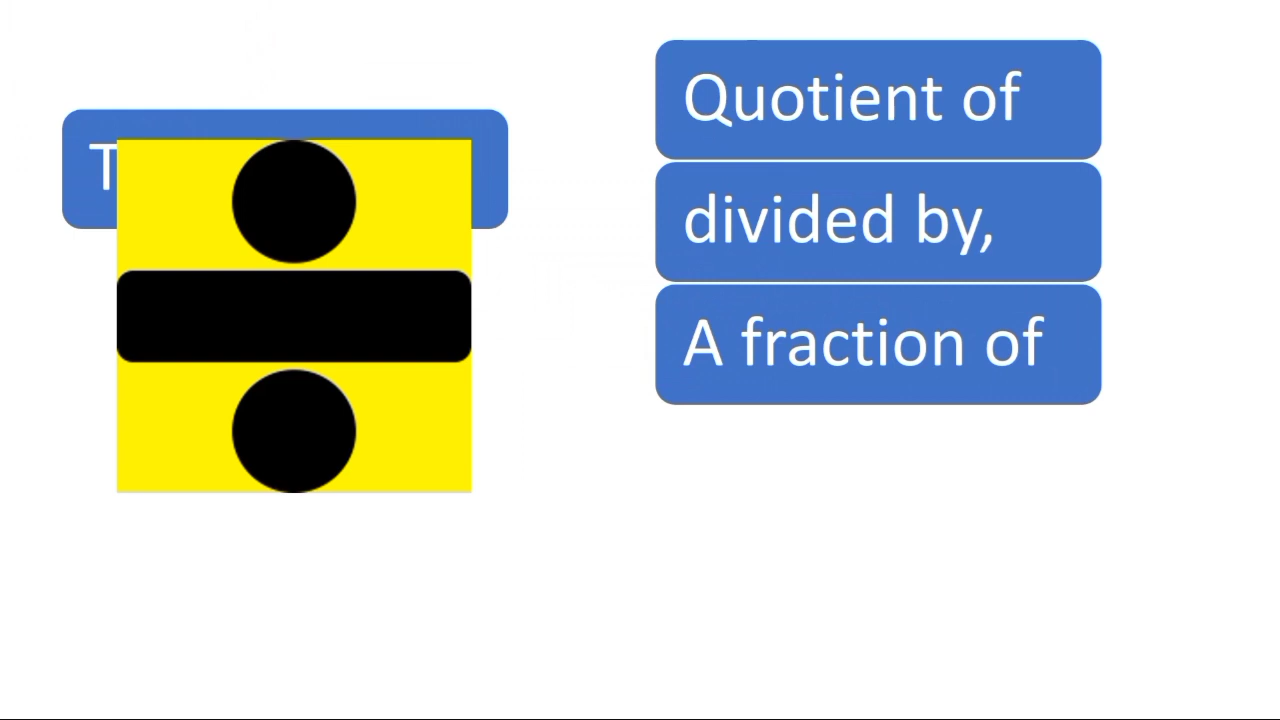 Quotient of
divided by,
A fraction of